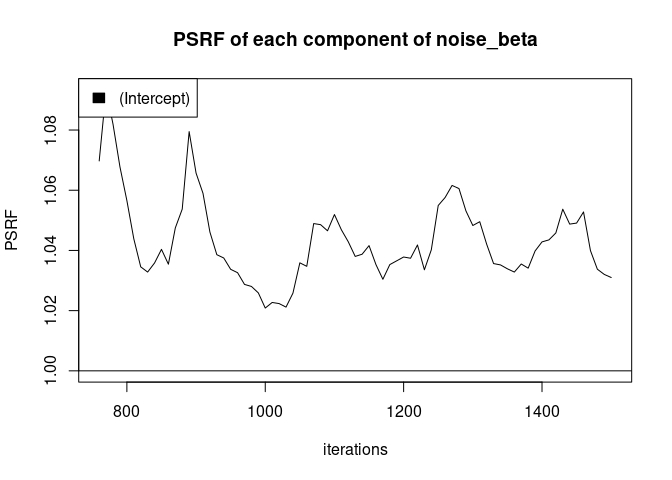 PSRF of each component of noise_beta
(Intercept)
PSRF
1.08
1.06
1.04
1.02
1.00
800 1000 1200 1400
iterations